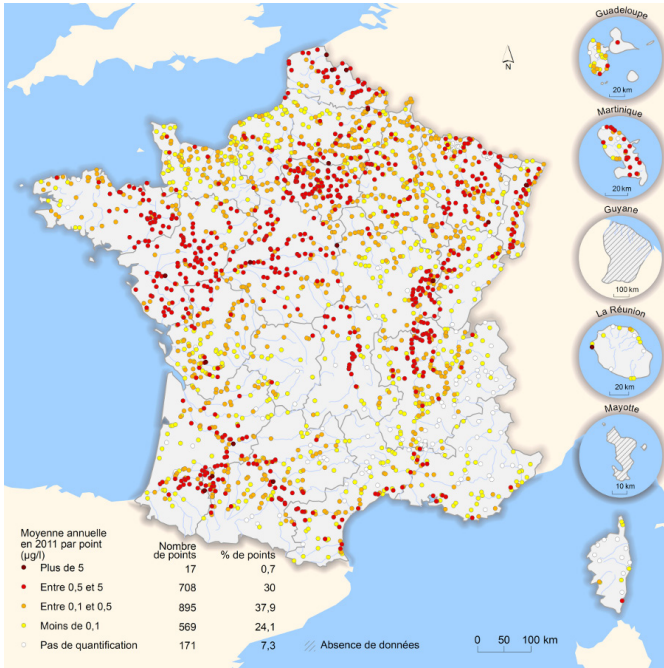 Guadeloupe
20 km
N
Martinique
20 km
Guyane
100 km
La Réunion
20 km
Mayotte
10 km
Moyenne annuelle
en 2011 par point
(µg/l)
Nombre
de points
% de points
Plus de 5 17 0,7
Entre 0,5 et 5 708 30
Entre 0,1 et 0,5 895 37,9
Moins de 0,1 569 24,1
Pas de quantification 171 7,3
Absence de données
0 50 100 km